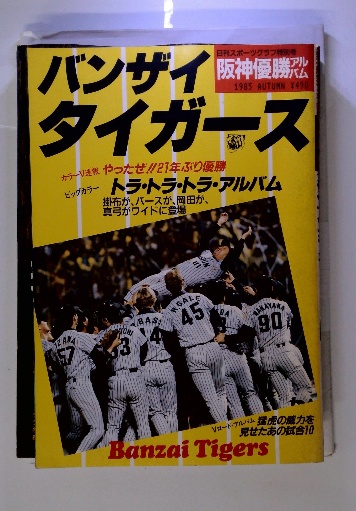 日刊スポーツグラフ特別号
阪神優勝アルバム
1985 AUTUMN ¥490
バンザイ
タイガース
カラーV速報 やったぜ!!21年ぶり優勝
ビッグカラー トラ・トラ・トラ・アルバム
掛布が、バースが、岡田が、
真弓がワイドに登場
R.GALE
45
NAKAYAMA
90
57
Vロード・アルバム 猛虎の威力を
見せたあの試合10
Banzai Tigers